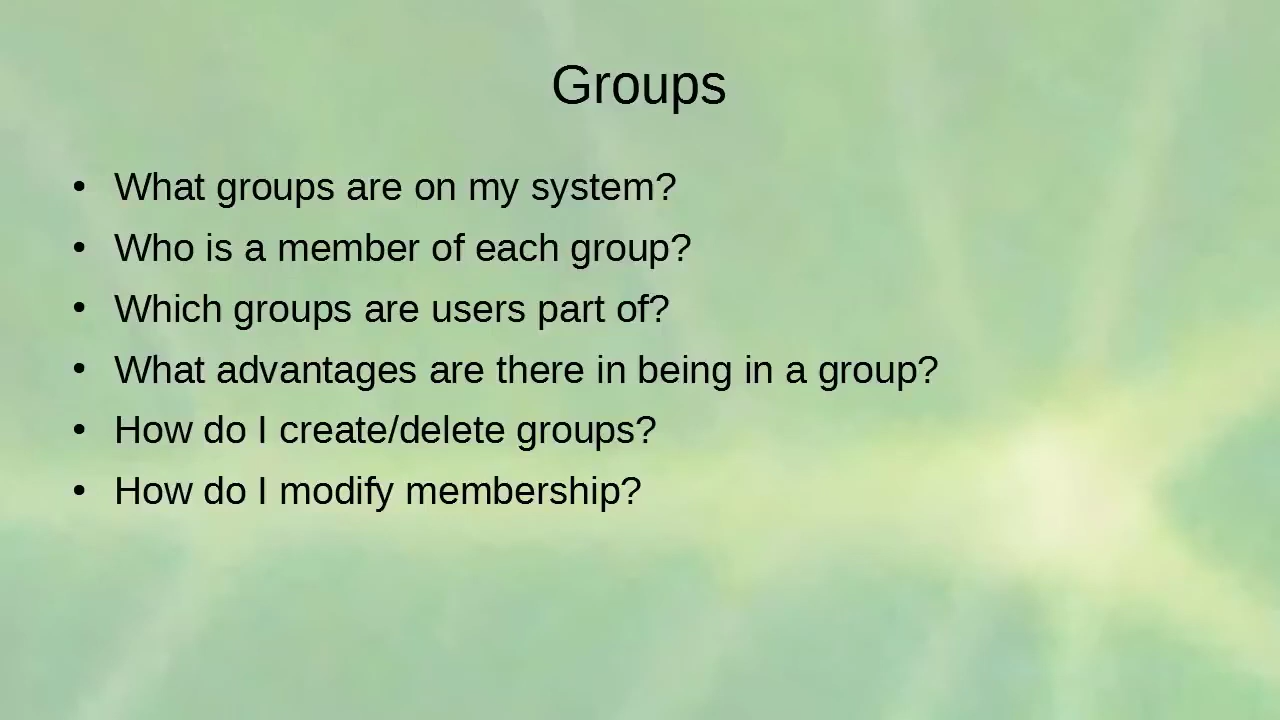 Groups
• What groups are on my system?
• Who is a member of each group?
• Which groups are users part of?
• What advantages are there in being in a group?
• How do I create/delete groups?
• How do I modify membership?